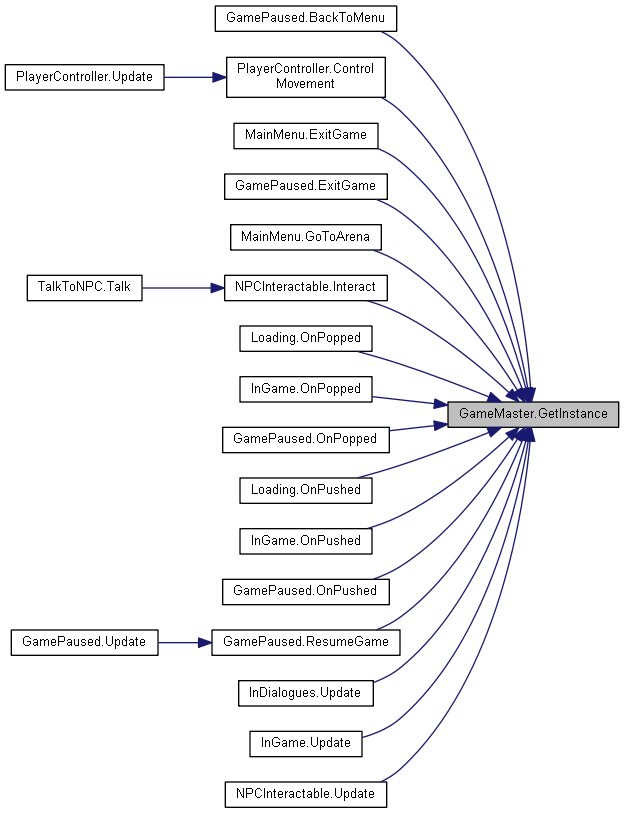 GamePaused.BackToMenu
PlayerController.Update
PlayerController.Control
Movement
MainMenu.ExitGame
GamePaused.ExitGame
MainMenu.GoToArena
TalkToNPC.Talk
NPCInteractable.Interact
Loading.OnPopped
InGame.OnPopped
GameMaster.GetInstance
GamePaused.OnPopped
Loading.OnPushed
InGame.OnPushed
GamePaused.OnPushed
GamePaused.Update
GamePaused.ResumeGame
InDialogues.Update
InGame.Update
NPCInteractable.Update